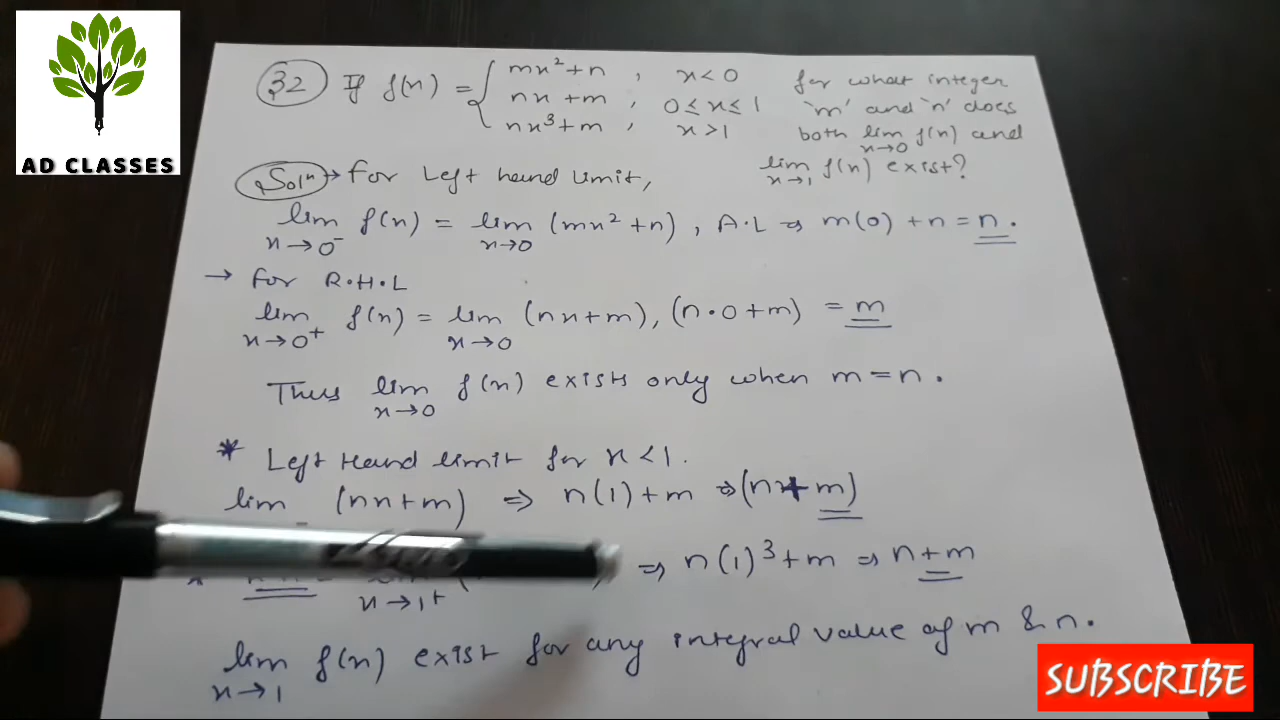 AD CLASSES
32 If f(x) = { mx² + n , x < 0 for what integer
nx + m , 0 ≤ x ≤ 1 'm' and 'n' does
nx³ + m , x > 1 both lim x→0 f(x) and
lim x→1 f(x) exist?
Solⁿ → For Left hand limit,
lim x→0⁻ f(x) = lim x→0 (mx² + n) , A.L ⇒ m(0) + n = n.
→ For R.H.L
lim x→0⁺ f(x) = lim x→0 (nx + m), (n·0 + m) = m
Thus lim x→0 f(x) exists only when m = n.
* Left Hand limit for x < 1.
lim (nx + m) ⇒ n(1) + m ⇒ (n + m)
x→1⁺ ⇒ n(1)³ + m ⇒ n + m
lim x→1 f(x) exist for any integral value of m & n.
SUBSCRIBE